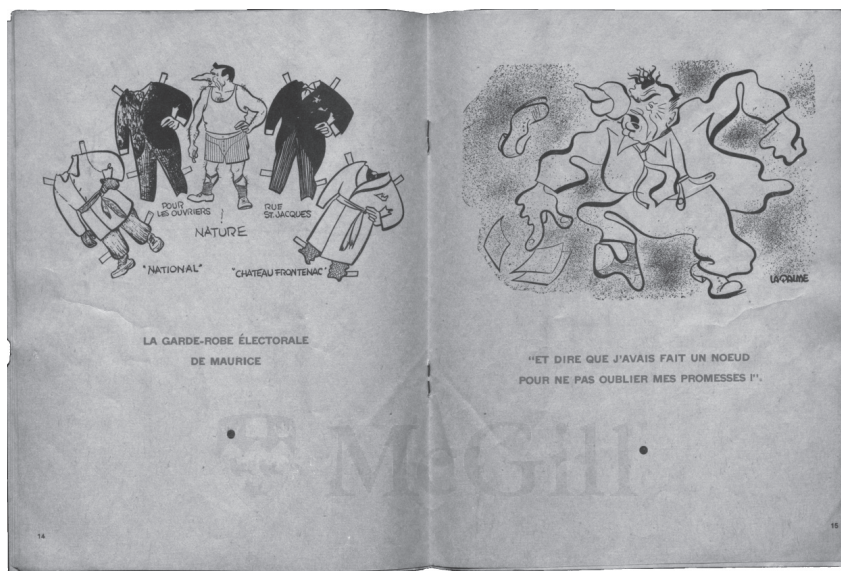 POUR
LES OUVRIERS
!
NATURE
RUE
ST. JACQUES
"NATIONAL"
"CHATEAU FRONTENAC"
LA GARDE-ROBE ÉLECTORALE
DE MAURICE
14
LAPALME
"ET DIRE QUE J'AVAIS FAIT UN NOEUD
POUR NE PAS OUBLIER MES PROMESSES !".
15
McGill